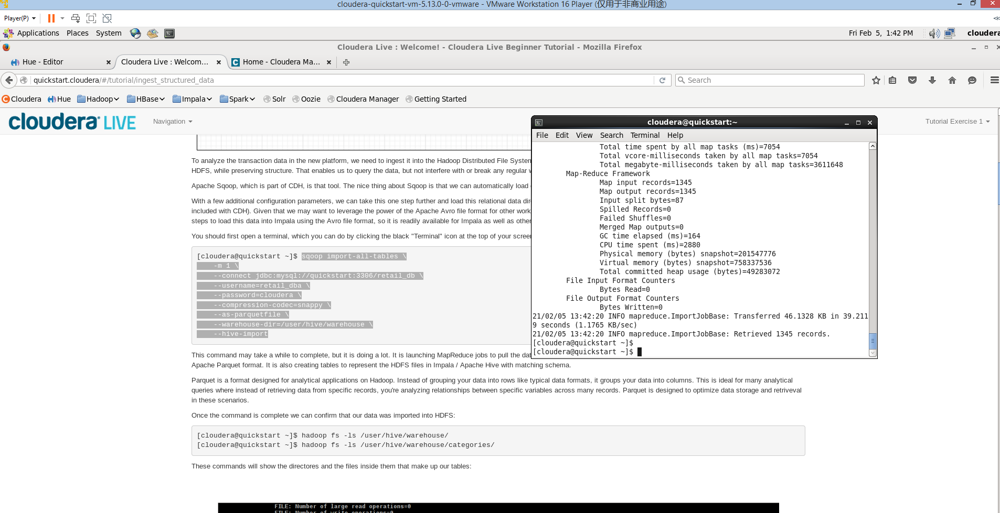 cloudera-quickstart-vm-5.13.0-0-vmware - VMware Workstation 16 Player (仅用于非商业用途)
Player(P)
Applications Places System
Fri Feb 5, 1:42 PM
cloudera
Cloudera Live : Welcome! - Cloudera Live Beginner Tutorial - Mozilla Firefox
Hue - Editor
Cloudera Live : Welcom...
Home - Cloudera Ma...
quickstart.cloudera/#/tutorial/ingest_structured_data
Search
Cloudera Hue Hadoop HBase Impala Spark Solr Oozie Cloudera Manager Getting Started
cloudera LIVE
Navigation
Tutorial Exercise 1
To analyze the transaction data in the new platform, we need to ingest it into the Hadoop Distributed File System
HDFS, while preserving structure. That enables us to query the data, but not interfere with or break any regular w
Apache Sqoop, which is part of CDH, is that tool. The nice thing about Sqoop is that we can automatically load
With a few additional configuration parameters, we can take this one step further and load this relational data dir
included with CDH). Given that we may want to leverage the power of the Apache Avro file format for other work
steps to load this data into Impala using the Avro file format, so it is readily available for Impala as well as other
You should first open a terminal, which you can do by clicking the black "Terminal" icon at the top of your screen
[cloudera@quickstart ~]$ sqoop import-all-tables \
-m 1 \
--connect jdbc:mysql://quickstart:3306/retail_db \
--username=retail_dba \
--password=cloudera \
--compression-codec=snappy \
--as-parquetfile \
--warehouse-dir=/user/hive/warehouse \
--hive-import
This command may take a while to complete, but it is doing a lot. It is launching MapReduce jobs to pull the dat
Apache Parquet format. It is also creating tables to represent the HDFS files in Impala / Apache Hive with matching schema.
Parquet is a format designed for analytical applications on Hadoop. Instead of grouping your data into rows like typical data formats, it groups your data into columns. This is ideal for many analytical
queries where instead of retrieving data from specific records, you're analyzing relationships between specific variables across many records. Parquet is designed to optimize data storage and retriveval
in these scenarios.
Once the command is complete we can confirm that our data was imported into HDFS:
[cloudera@quickstart ~]$ hadoop fs -ls /user/hive/warehouse/
[cloudera@quickstart ~]$ hadoop fs -ls /user/hive/warehouse/categories/
These commands will show the directores and the files inside them that make up our tables:
FILE: Number of large read operations=0
FILE: Number of write operations=0
cloudera@quickstart:~
File Edit View Search Terminal Help
Total time spent by all map tasks (ms)=7054
Total vcore-milliseconds taken by all map tasks=7054
Total megabyte-milliseconds taken by all map tasks=3611648
Map-Reduce Framework
Map input records=1345
Map output records=1345
Input split bytes=87
Spilled Records=0
Failed Shuffles=0
Merged Map outputs=0
GC time elapsed (ms)=164
CPU time spent (ms)=2880
Physical memory (bytes) snapshot=201547776
Virtual memory (bytes) snapshot=758337536
Total committed heap usage (bytes)=49283072
File Input Format Counters
Bytes Read=0
File Output Format Counters
Bytes Written=0
21/02/05 13:42:20 INFO mapreduce.ImportJobBase: Transferred 46.1328 KB in 39.211
9 seconds (1.1765 KB/sec)
21/02/05 13:42:20 INFO mapreduce.ImportJobBase: Retrieved 1345 records.
[cloudera@quickstart ~]$
[cloudera@quickstart ~]$